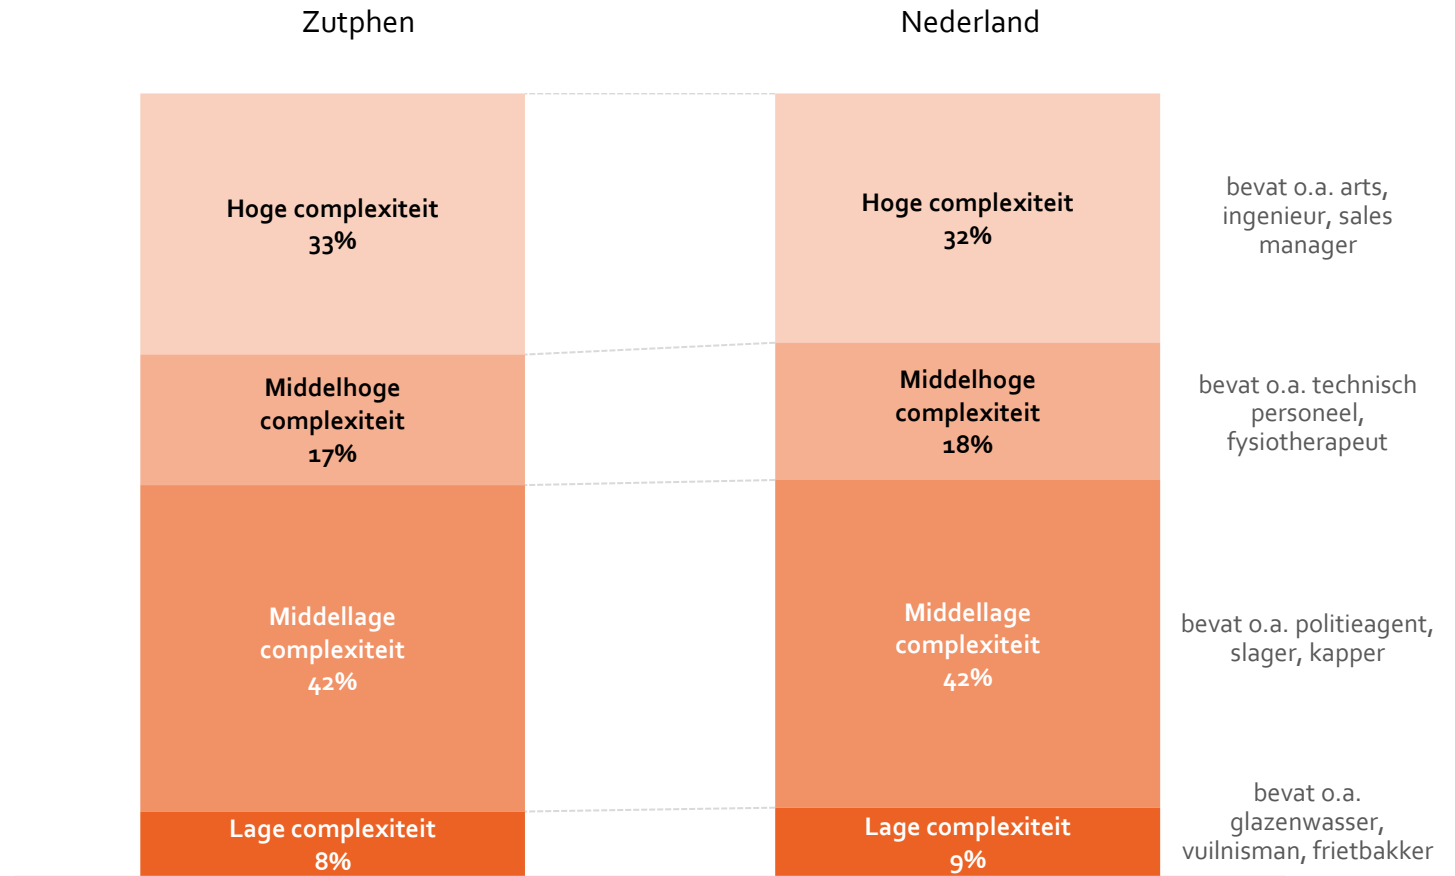 Zutphen
Nederland
Hoge complexiteit
33%
Hoge complexiteit
32%
bevat o.a. arts,
ingenieur, sales
manager
Middelhoge
complexiteit
17%
Middelhoge
complexiteit
18%
bevat o.a. technisch
personeel,
fysiotherapeut
Middellage
complexiteit
42%
Middellage
complexiteit
42%
bevat o.a. politieagent,
slager, kapper
Lage complexiteit
8%
Lage complexiteit
9%
bevat o.a.
glazenwasser,
vuilnisman, frietbakker